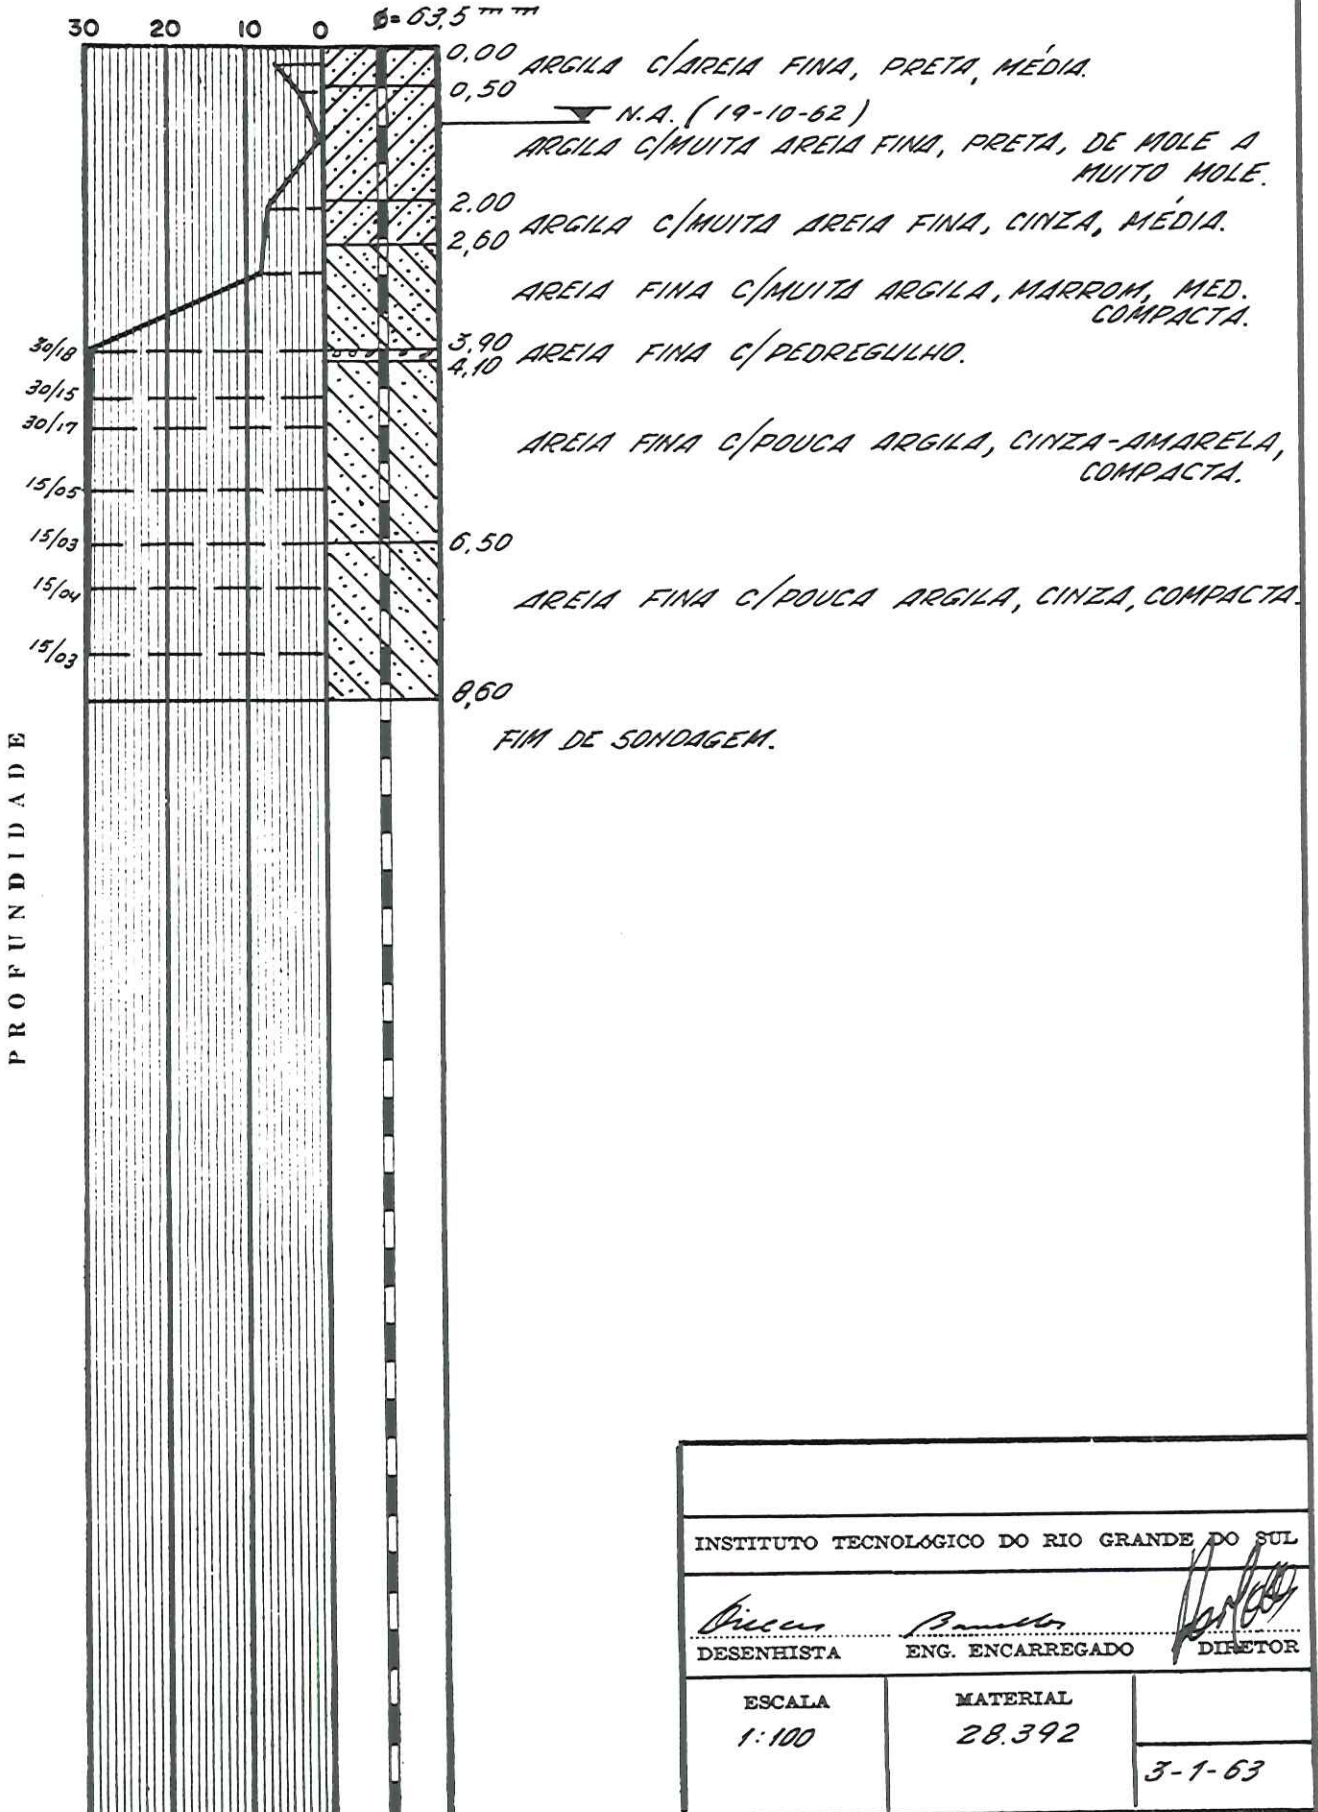 30 20 10 0 ø=63,5 mm
0,00
ARGILA C/AREIA FINA, PRETA, MÉDIA.
0,50
N.A. (19-10-62)
ARGILA C/MUITA AREIA FINA, PRETA, DE MOLE A
MUITO MOLE.
2.00
ARGILA C/MUITA AREIA FINA, CINZA, MÉDIA.
2,60
AREIA FINA C/MUITA ARGILA, MARROM, MED.
COMPACTA.
30/18
3,90
AREIA FINA C/PEDREGULHO.
4,10
30/15
30/17
AREIA FINA C/POUCA ARGILA, CINZA-AMARELA,
COMPACTA.
15/05
15/03
6,50
15/04
AREIA FINA C/POUCA ARGILA, CINZA, COMPACTA.
15/03
8,60
FIM DE SONDAGEM.
PROFUNDIDADE
INSTITUTO TECNOLÓGICO DO RIO GRANDE DO SUL
DESENHISTA ENG. ENCARREGADO DIRETOR
ESCALA MATERIAL
1:100 28.392
3-1-63